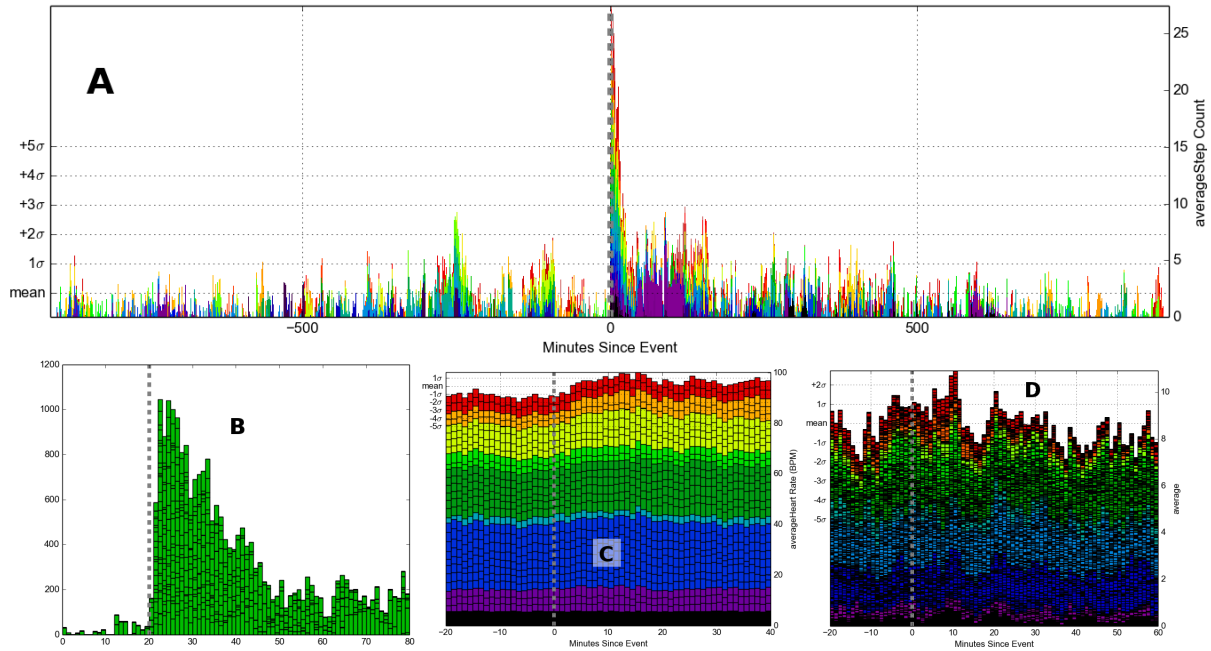 A
25
20
15
10
5
0
averageStep Count
+5σ
+4σ
+3σ
+2σ
1σ
mean
−500 0 500
Minutes Since Event
B
1200
1000
800
600
400
200
0
0 10 20 30 40 50 60 70 80
C
1σ
mean
-1σ
-2σ
-3σ
-4σ
-5σ
100
80
60
40
20
0
averageHeart Rate (BPM)
−20 −10 0 10 20 30 40
Minutes Since Event
D
+2σ
1σ
mean
-1σ
-2σ
-3σ
-4σ
-5σ
10
8
6
4
2
0
average
−20 −10 0 10 20 30 40 50 60
Minutes Since Event